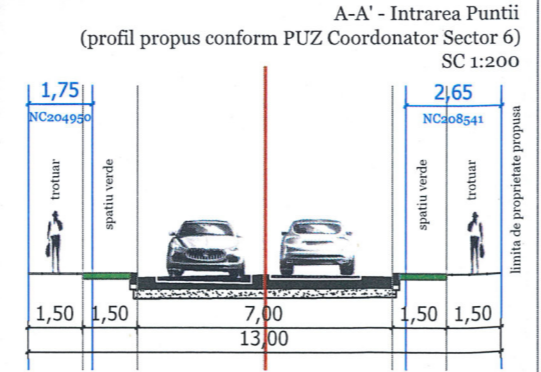 A-A' - Intrarea Puntii
(profil propus conform PUZ Coordonator Sector 6)
SC 1:200
1,75
2,65
NC204950
NC208541
trotuar
spatiu verde
spatiu verde
trotuar
limita de proprietate propusa
1,50
1,50
7,00
1,50
1,50
13,00